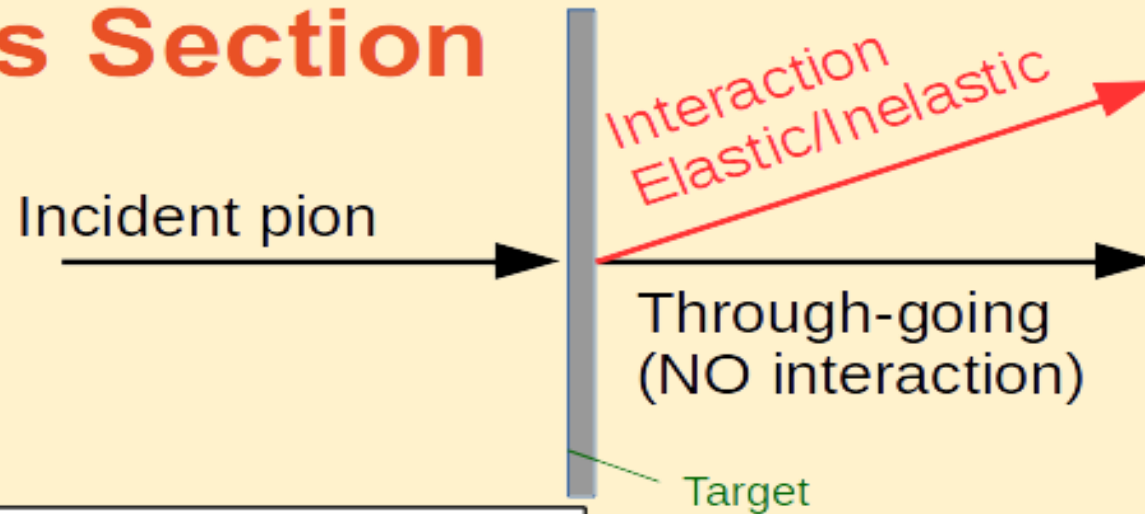 s Section
Interaction
Elastic/Inelastic
Incident pion
Through-going
(NO interaction)
Target